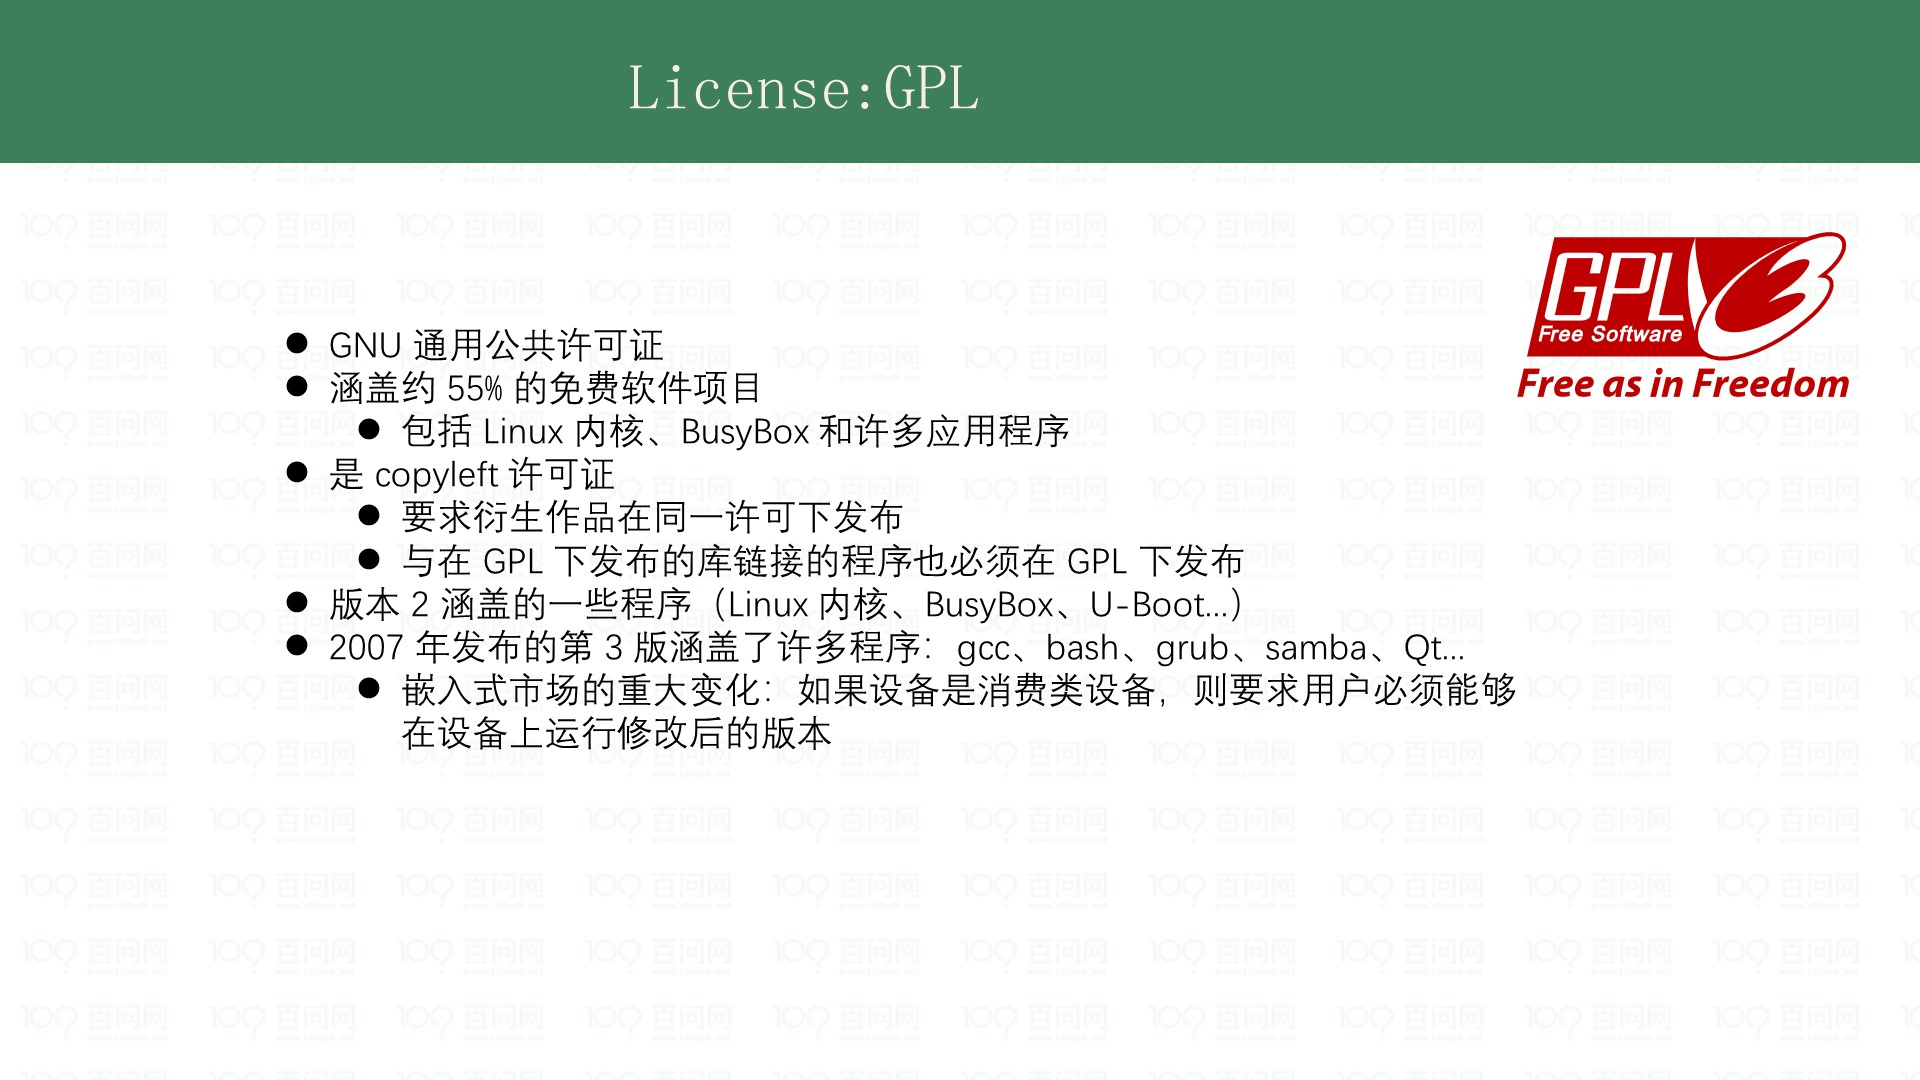 License:GPL
GPL 3
Free Software
Free as in Freedom
● GNU 通用公共许可证
● 涵盖约 55% 的免费软件项目
● 包括 Linux 内核、BusyBox 和许多应用程序
● 是 copyleft 许可证
● 要求衍生作品在同一许可下发布
● 与在 GPL 下发布的库链接的程序也必须在 GPL 下发布
● 版本 2 涵盖的一些程序（Linux 内核、BusyBox、U-Boot...）
● 2007 年发布的第 3 版涵盖了许多程序：gcc、bash、grub、samba、Qt...
● 嵌入式市场的重大变化：如果设备是消费类设备，则要求用户必须能够
在设备上运行修改后的版本
百问网
www.100ask.net